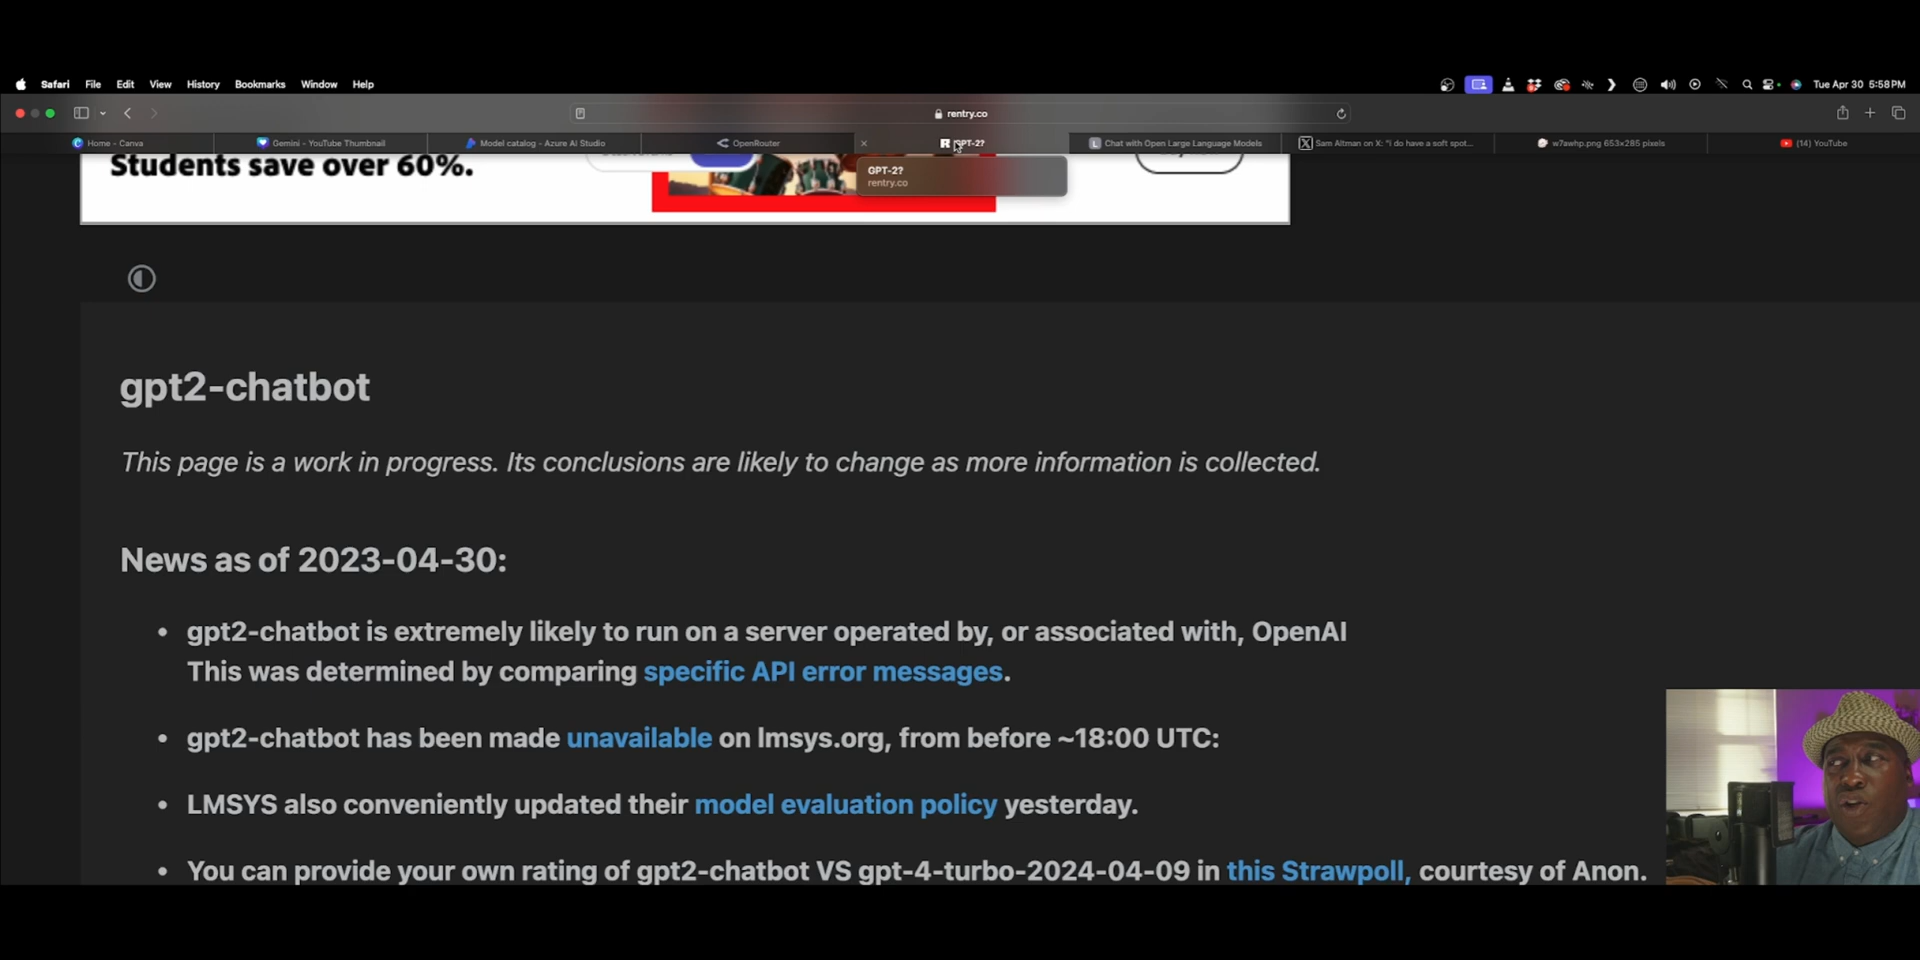 Safari File Edit View History Bookmarks Window Help Tue Apr 30 5:58 PM
rentry.co
Home - Canva Gemini - YouTube Thumbnail Model catalog - Azure AI Studio OpenRouter GPT-2? Chat with Open Large Language Models Sam Altman on X: "I do have a soft spot... w7awhp.png 653×285 pixels (14) YouTube
Students save over 60%.
GPT-2?
rentry.co
gpt2-chatbot
This page is a work in progress. Its conclusions are likely to change as more information is collected.
News as of 2023-04-30:
• gpt2-chatbot is extremely likely to run on a server operated by, or associated with, OpenAI
This was determined by comparing specific API error messages.
• gpt2-chatbot has been made unavailable on lmsys.org, from before ~18:00 UTC:
• LMSYS also conveniently updated their model evaluation policy yesterday.
• You can provide your own rating of gpt2-chatbot VS gpt-4-turbo-2024-04-09 in this Strawpoll, courtesy of Anon.